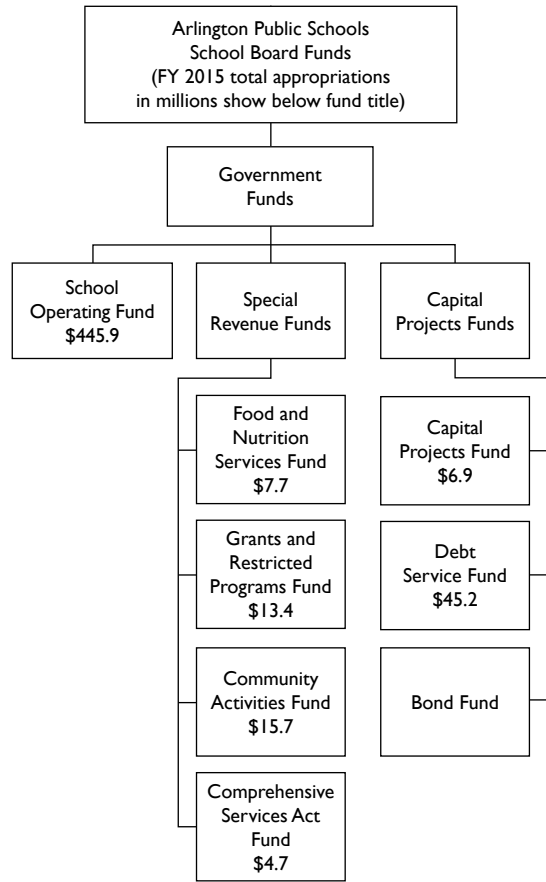 Arlington Public Schools
School Board Funds
(FY 2015 total appropriations
in millions show below fund title)
Government
Funds
School
Operating Fund
$445.9
Special
Revenue Funds
Capital
Projects Funds
Food and
Nutrition
Services Fund
$7.7
Grants and
Restricted
Programs Fund
$13.4
Community
Activities Fund
$15.7
Comprehensive
Services Act
Fund
$4.7
Capital
Projects Fund
$6.9
Debt
Service Fund
$45.2
Bond Fund